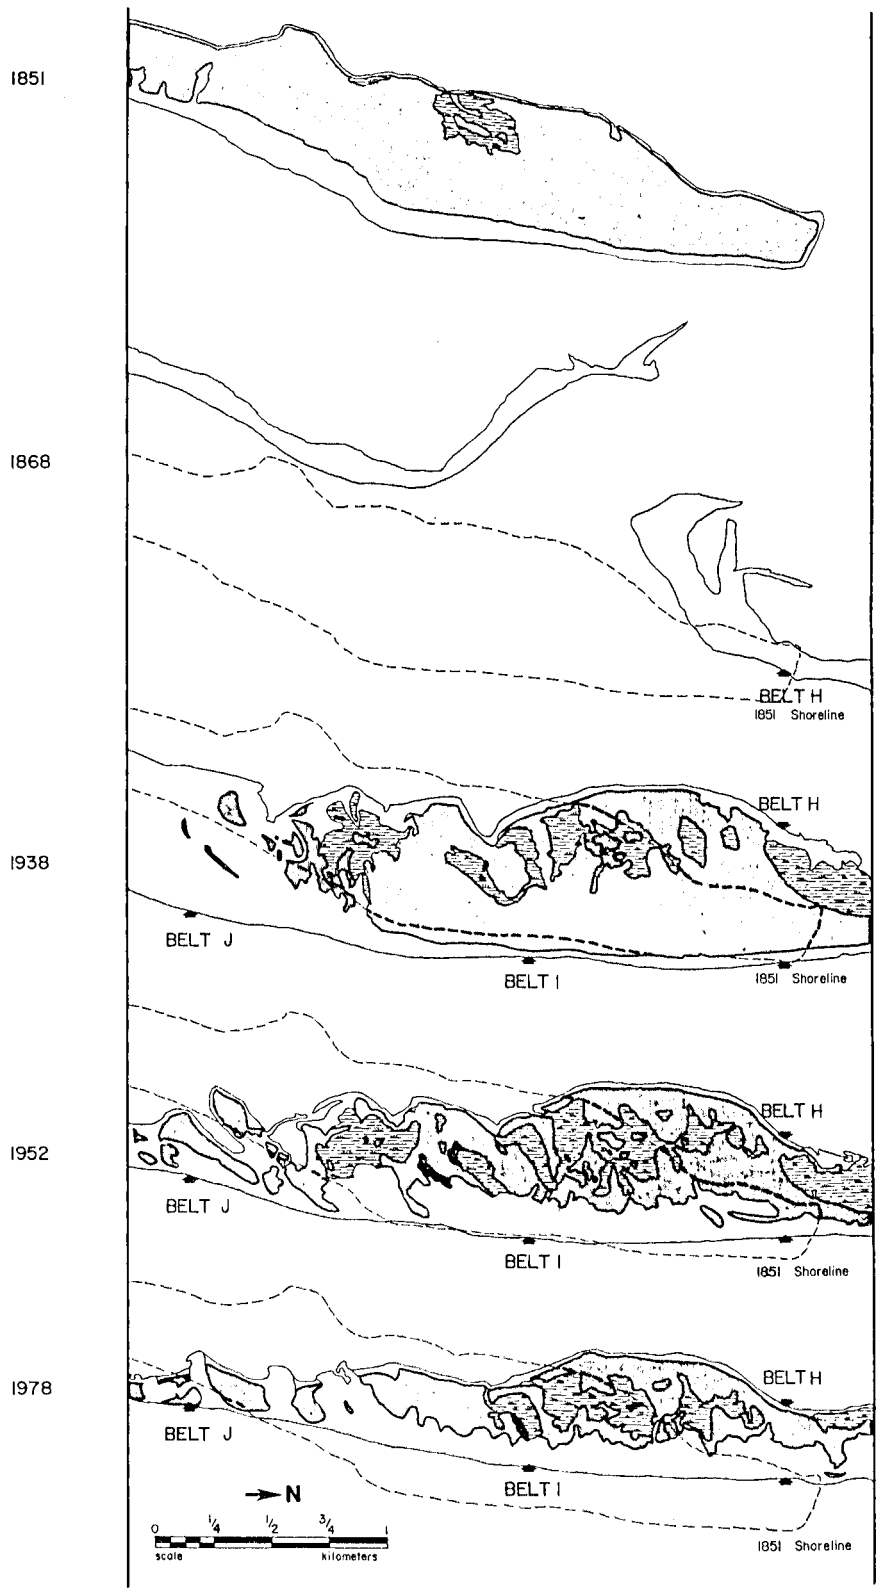 1851
1868
BELT H
1851 Shoreline
BELT H
1938
BELT J
BELT I
1851 Shoreline
BELT H
1952
BELT J
BELT I
1851 Shoreline
BELT H
1978
BELT J
BELT I
N
0 1/4 1/2 3/4 1
scale kilometers
1851 Shoreline